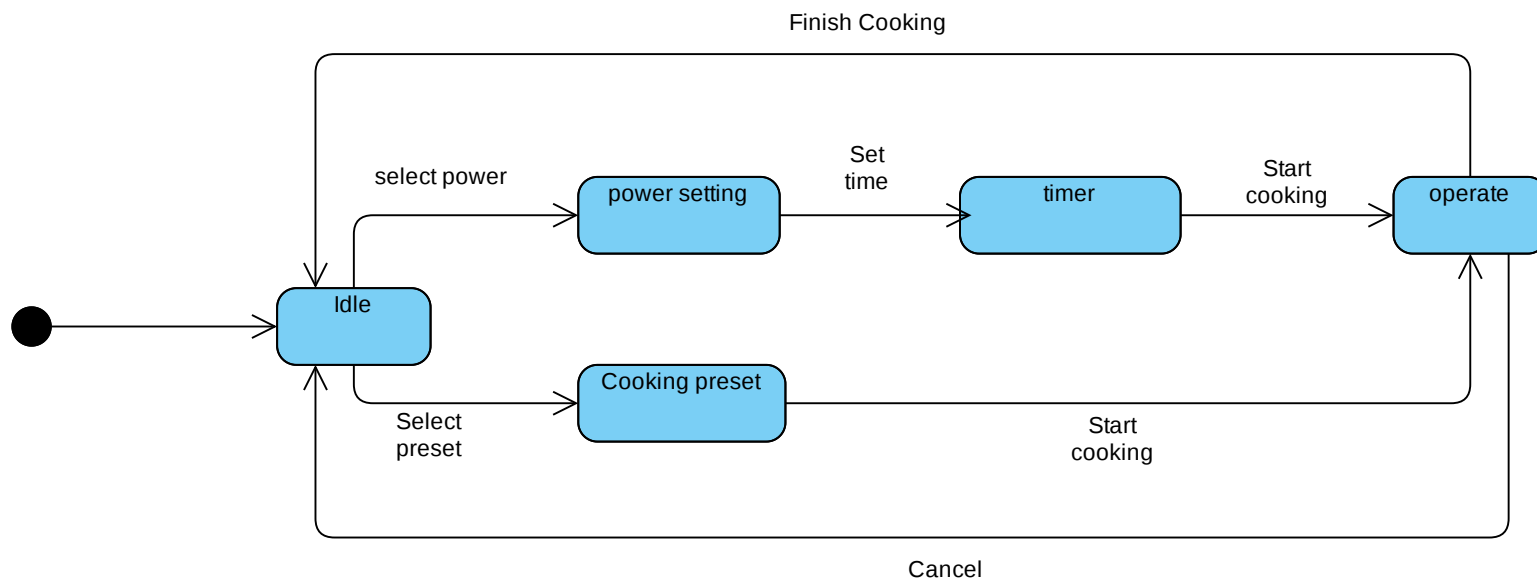 Finish Cooking
select power
Set
time
Start
cooking
power setting
timer
operate
Idle
Cooking preset
Select
preset
Start
cooking
Cancel